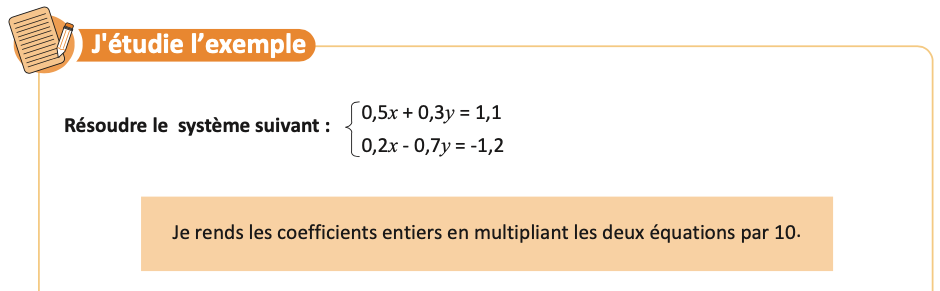 J'étudie l’exemple
Résoudre le système suivant :
0,5x + 0,3y = 1,1
0,2x - 0,7y = -1,2
Je rends les coefficients entiers en multipliant les deux équations par 10.